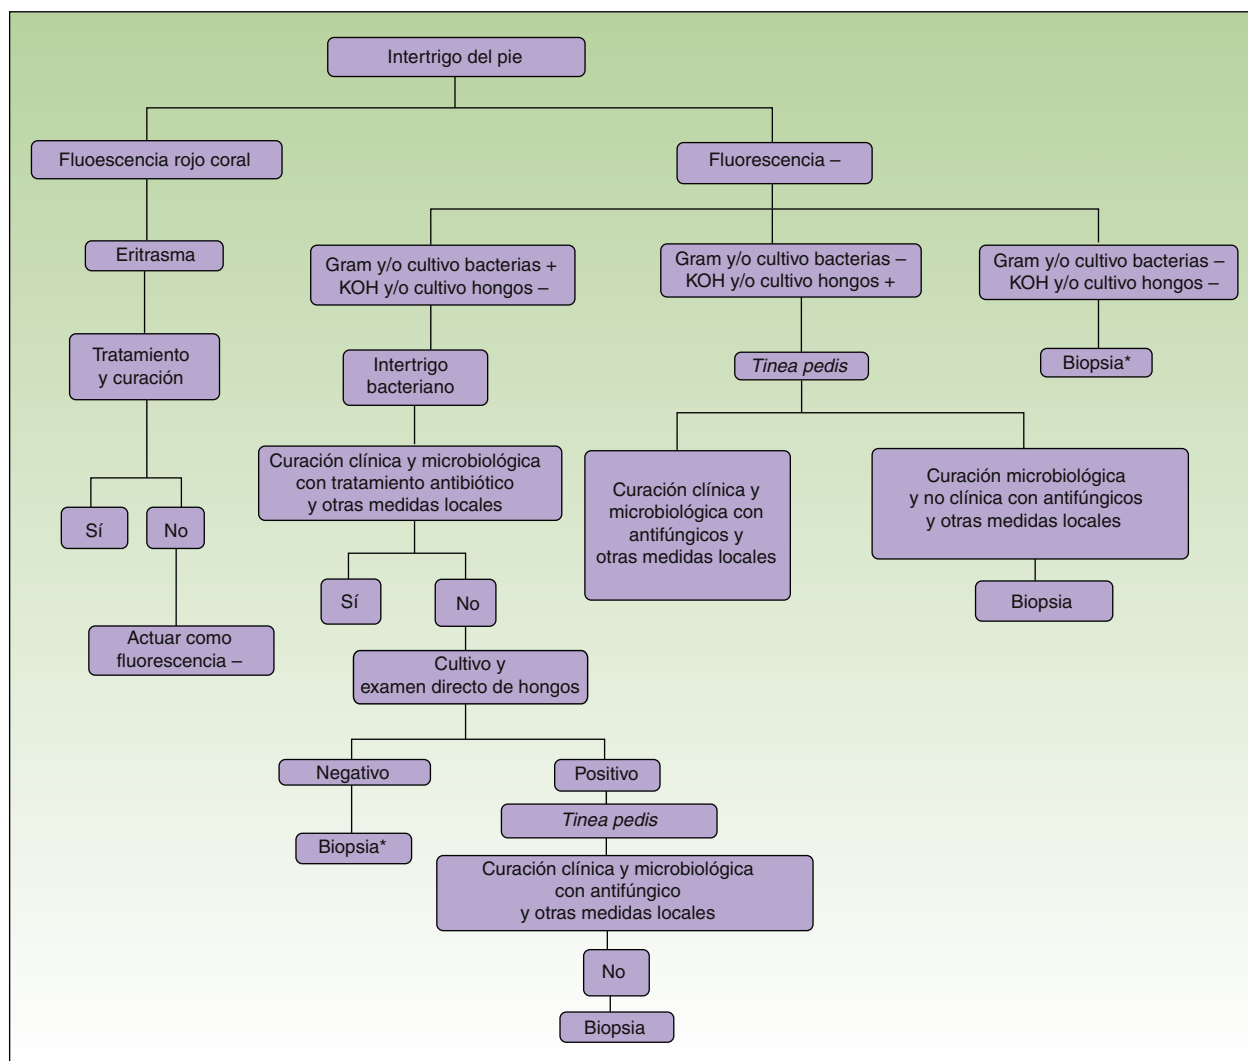 Intertrigo del pie
Fluoescencia rojo coral
Fluorescencia –
Eritrasma
Gram y/o cultivo bacterias +
KOH y/o cultivo hongos –
Gram y/o cultivo bacterias –
KOH y/o cultivo hongos +
Gram y/o cultivo bacterias –
KOH y/o cultivo hongos –
Tratamiento
y curación
Intertrigo
bacteriano
Tinea pedis
Biopsia*
Curación clínica y microbiológica
con tratamiento antibiótico
y otras medidas locales
Curación clínica y
microbiológica con
antifúngicos y
otras medidas locales
Curación microbiológica
y no clínica con antifúngicos
y otras medidas locales
Sí
No
Sí
No
Biopsia
Actuar como
fluorescencia –
Cultivo y
examen directo de hongos
Negativo
Positivo
Biopsia*
Tinea pedis
Curación clínica y microbiológica
con antifúngico
y otras medidas locales
No
Biopsia